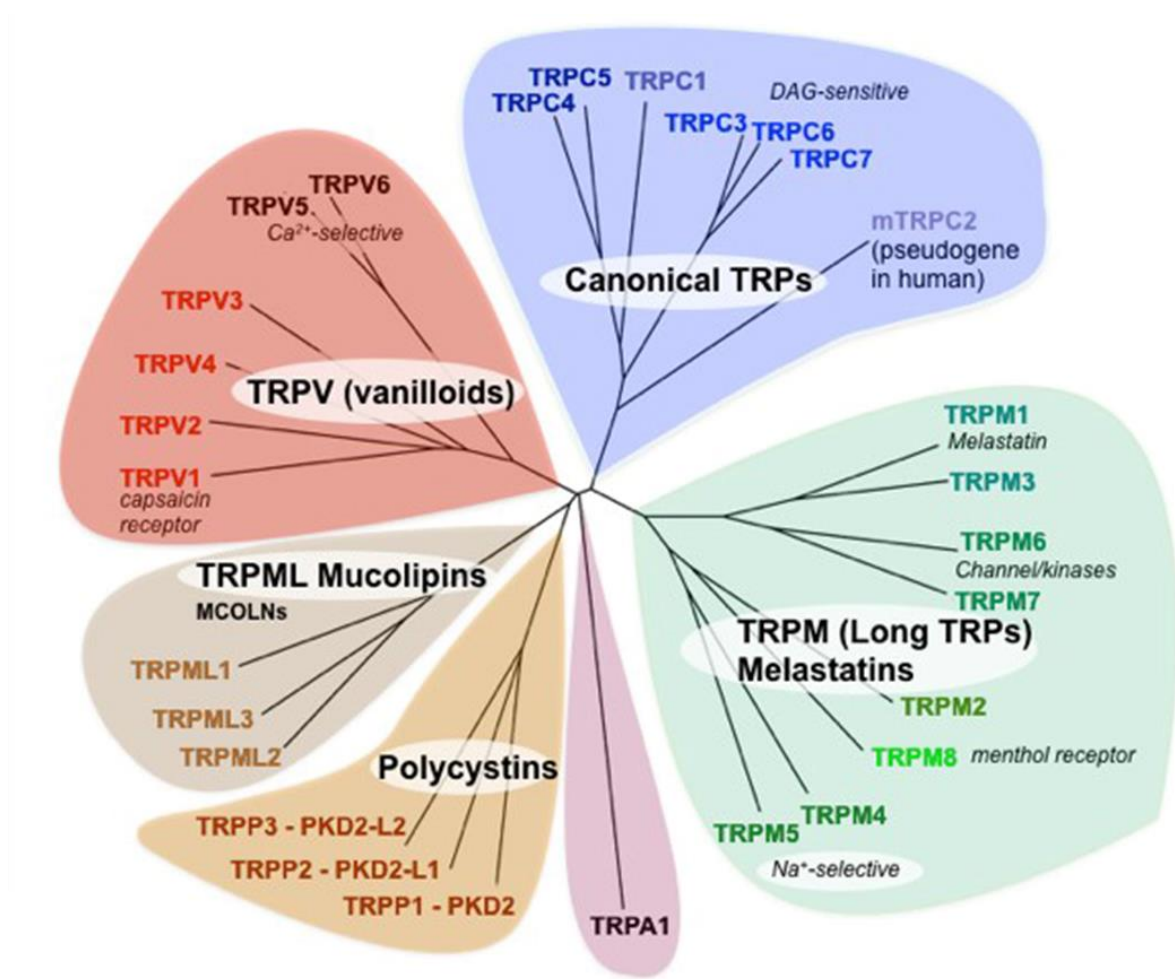 TRPC5
TRPC1
TRPC4
DAG-sensitive
TRPC3
TRPC6
TRPC7
mTRPC2
(pseudogene
in human)
Canonical TRPs
TRPV6
TRPV5
Ca²⁺-selective
TRPV3
TRPV4
TRPV (vanilloids)
TRPV2
TRPV1
capsaicin
receptor
TRPM1
Melastatin
TRPM3
TRPM6
Channel/kinases
TRPM7
TRPM (Long TRPs)
Melastatins
TRPM2
TRPM8 menthol receptor
TRPM4
TRPM5
Na⁺-selective
TRPML Mucolipins
MCOLNs
TRPML1
TRPML3
TRPML2
Polycystins
TRPP3 - PKD2-L2
TRPP2 - PKD2-L1
TRPP1 - PKD2
TRPA1